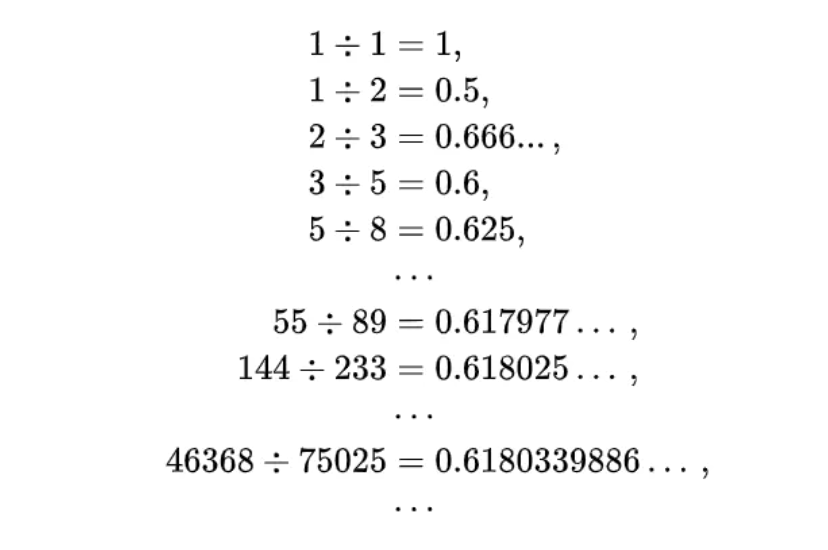 1 ÷ 1 = 1,
1 ÷ 2 = 0.5,
2 ÷ 3 = 0.666... ,
3 ÷ 5 = 0.6,
5 ÷ 8 = 0.625,
...
55 ÷ 89 = 0.617977... ,
144 ÷ 233 = 0.618025... ,
...
46368 ÷ 75025 = 0.6180339886... ,
...